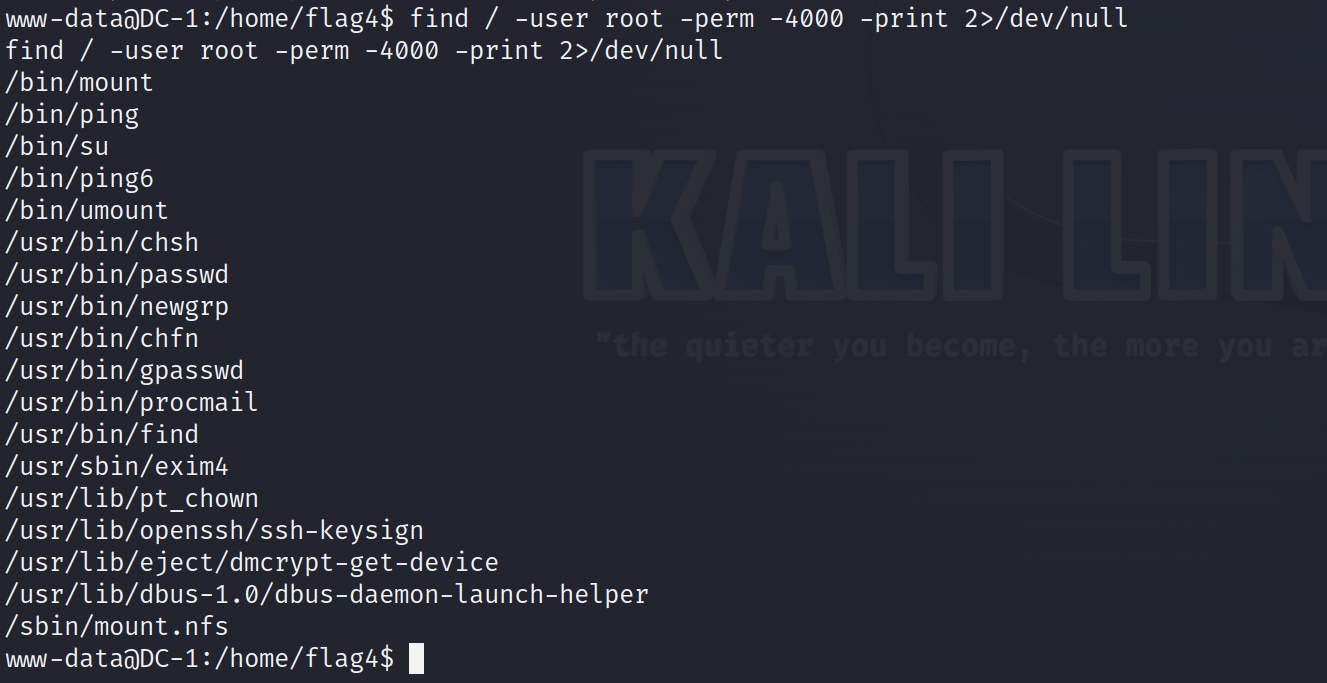 www-data@DC-1:/home/flag4$ find / -user root -perm -4000 -print 2>/dev/null
find / -user root -perm -4000 -print 2>/dev/null
/bin/mount
/bin/ping
/bin/su
/bin/ping6
/bin/umount
/usr/bin/chsh
/usr/bin/passwd
/usr/bin/newgrp
/usr/bin/chfn
/usr/bin/gpasswd
/usr/bin/procmail
/usr/bin/find
/usr/sbin/exim4
/usr/lib/pt_chown
/usr/lib/openssh/ssh-keysign
/usr/lib/eject/dmcrypt-get-device
/usr/lib/dbus-1.0/dbus-daemon-launch-helper
/sbin/mount.nfs
www-data@DC-1:/home/flag4$
KALI LIN
"the quieter you become, the more you ar